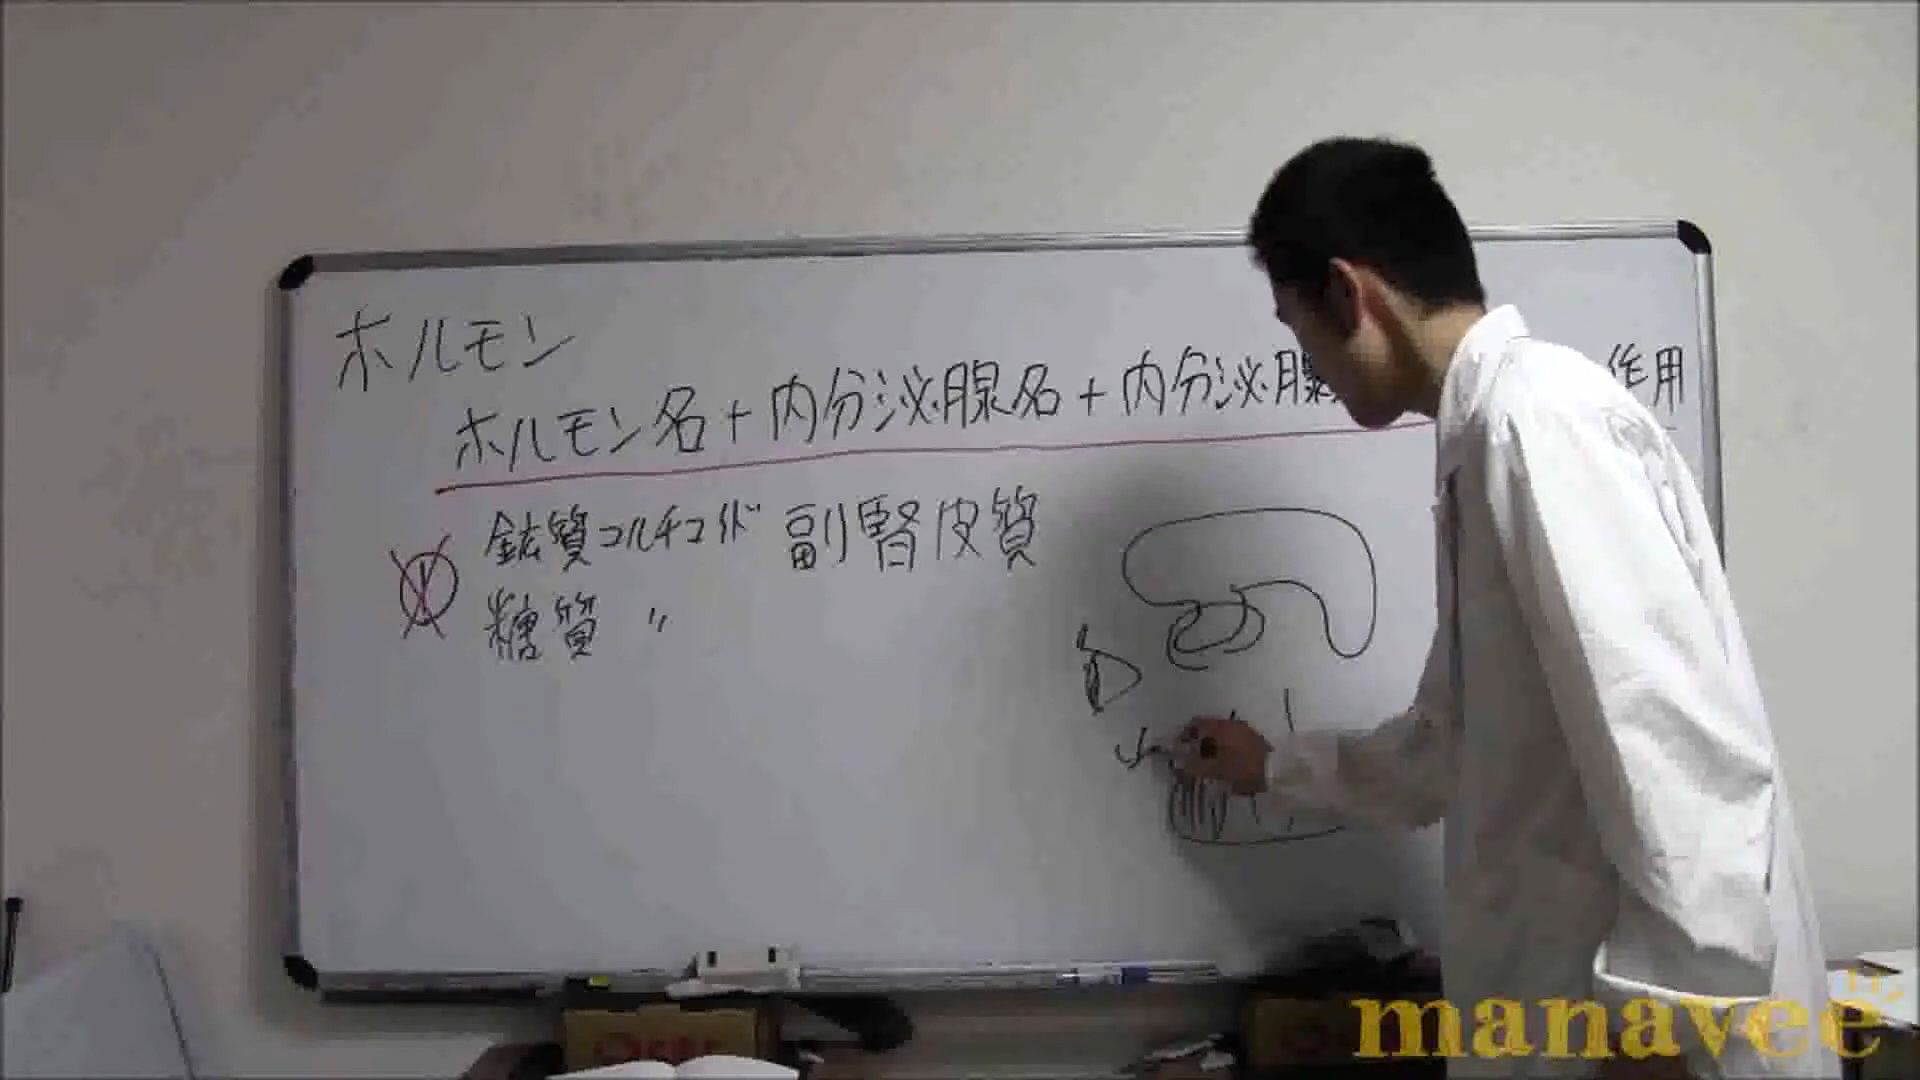 ホルモン
ホルモン名+内分泌腺名+内分泌腺 作用
鉱質コルチコイド 副腎皮質
糖質 〃
manavee